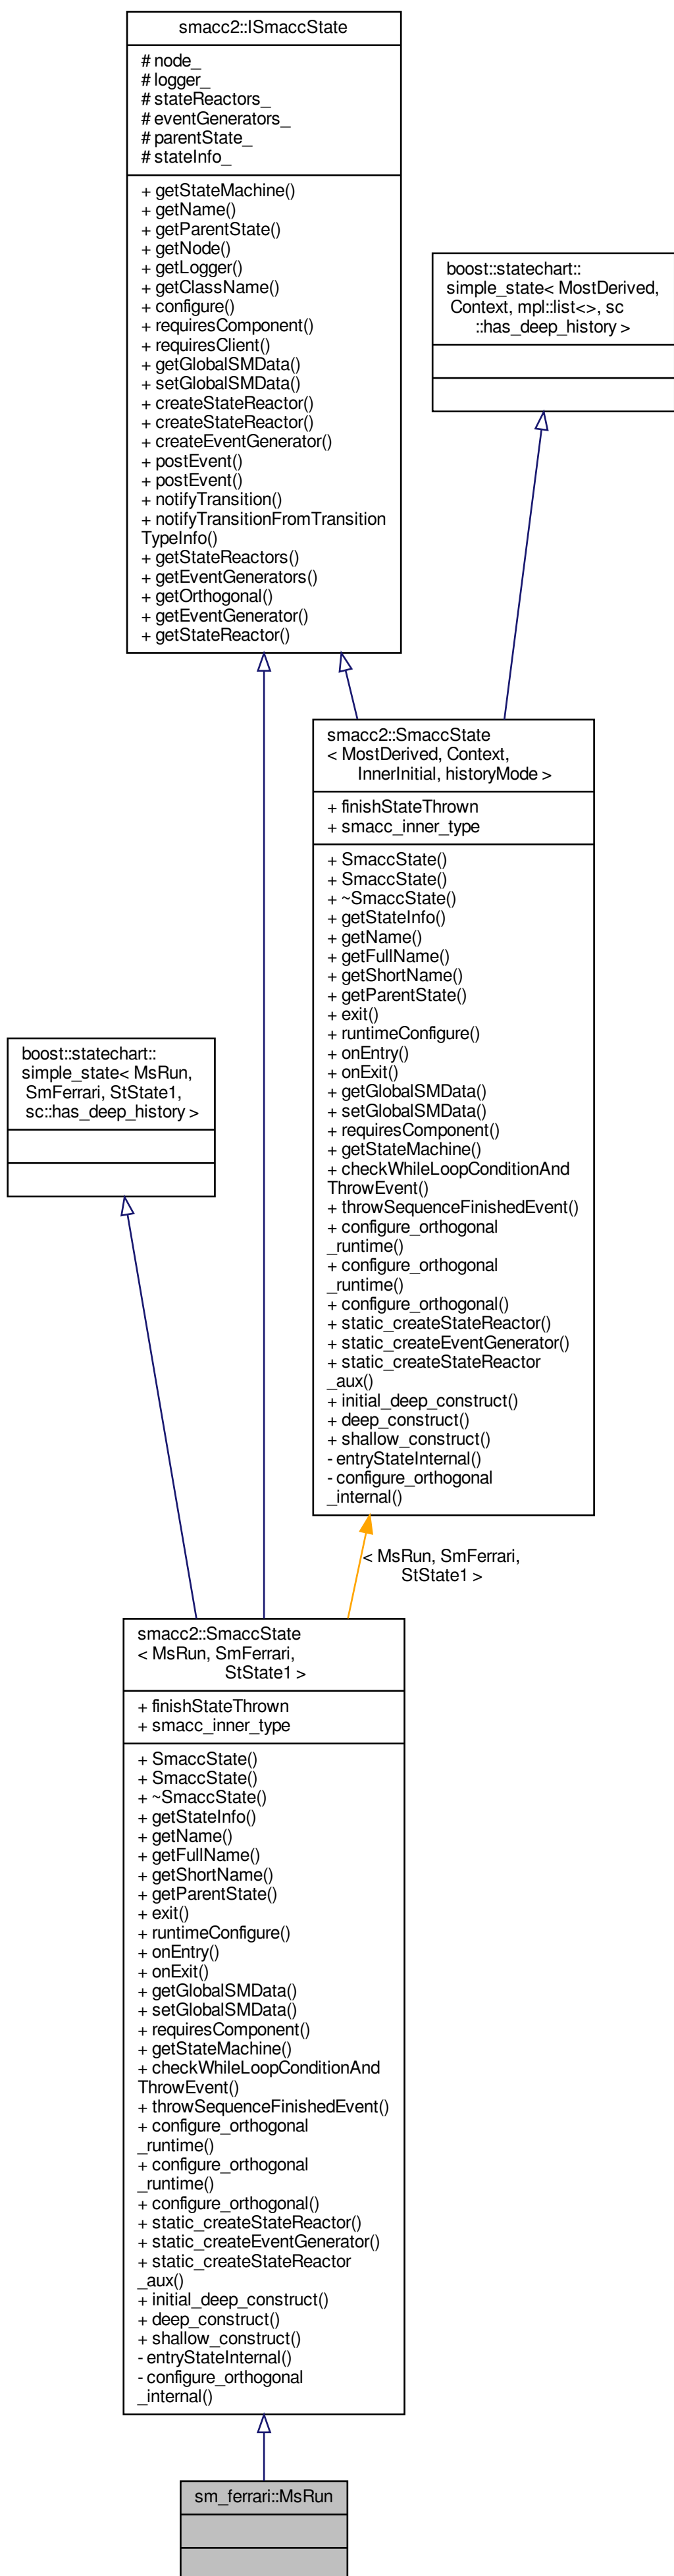 smacc2::ISmaccState
# node_
# logger_
# stateReactors_
# eventGenerators_
# parentState_
# stateInfo_
+ getStateMachine()
+ getName()
+ getParentState()
+ getNode()
+ getLogger()
+ getClassName()
+ configure()
+ requiresComponent()
+ requiresClient()
+ getGlobalSMData()
+ setGlobalSMData()
+ createStateReactor()
+ createStateReactor()
+ createEventGenerator()
+ postEvent()
+ postEvent()
+ notifyTransition()
+ notifyTransitionFromTransition
TypeInfo()
+ getStateReactors()
+ getEventGenerators()
+ getOrthogonal()
+ getEventGenerator()
+ getStateReactor()
boost::statechart::
simple_state< MostDerived,
Context, mpl::list<>, sc
::has_deep_history >
smacc2::SmaccState
< MostDerived, Context,
InnerInitial, historyMode >
+ finishStateThrown
+ smacc_inner_type
+ SmaccState()
+ SmaccState()
+ ~SmaccState()
+ getStateInfo()
+ getName()
+ getFullName()
+ getShortName()
+ getParentState()
+ exit()
+ runtimeConfigure()
+ onEntry()
+ onExit()
+ getGlobalSMData()
+ setGlobalSMData()
+ requiresComponent()
+ getStateMachine()
+ checkWhileLoopConditionAnd
ThrowEvent()
+ throwSequenceFinishedEvent()
+ configure_orthogonal
_runtime()
+ configure_orthogonal
_runtime()
+ configure_orthogonal()
+ static_createStateReactor()
+ static_createEventGenerator()
+ static_createStateReactor
_aux()
+ initial_deep_construct()
+ deep_construct()
+ shallow_construct()
- entryStateInternal()
- configure_orthogonal
_internal()
boost::statechart::
simple_state< MsRun,
SmFerrari, StState1,
sc::has_deep_history >
< MsRun, SmFerrari,
StState1 >
smacc2::SmaccState
< MsRun, SmFerrari,
StState1 >
+ finishStateThrown
+ smacc_inner_type
+ SmaccState()
+ SmaccState()
+ ~SmaccState()
+ getStateInfo()
+ getName()
+ getFullName()
+ getShortName()
+ getParentState()
+ exit()
+ runtimeConfigure()
+ onEntry()
+ onExit()
+ getGlobalSMData()
+ setGlobalSMData()
+ requiresComponent()
+ getStateMachine()
+ checkWhileLoopConditionAnd
ThrowEvent()
+ throwSequenceFinishedEvent()
+ configure_orthogonal
_runtime()
+ configure_orthogonal
_runtime()
+ configure_orthogonal()
+ static_createStateReactor()
+ static_createEventGenerator()
+ static_createStateReactor
_aux()
+ initial_deep_construct()
+ deep_construct()
+ shallow_construct()
- entryStateInternal()
- configure_orthogonal
_internal()
sm_ferrari::MsRun